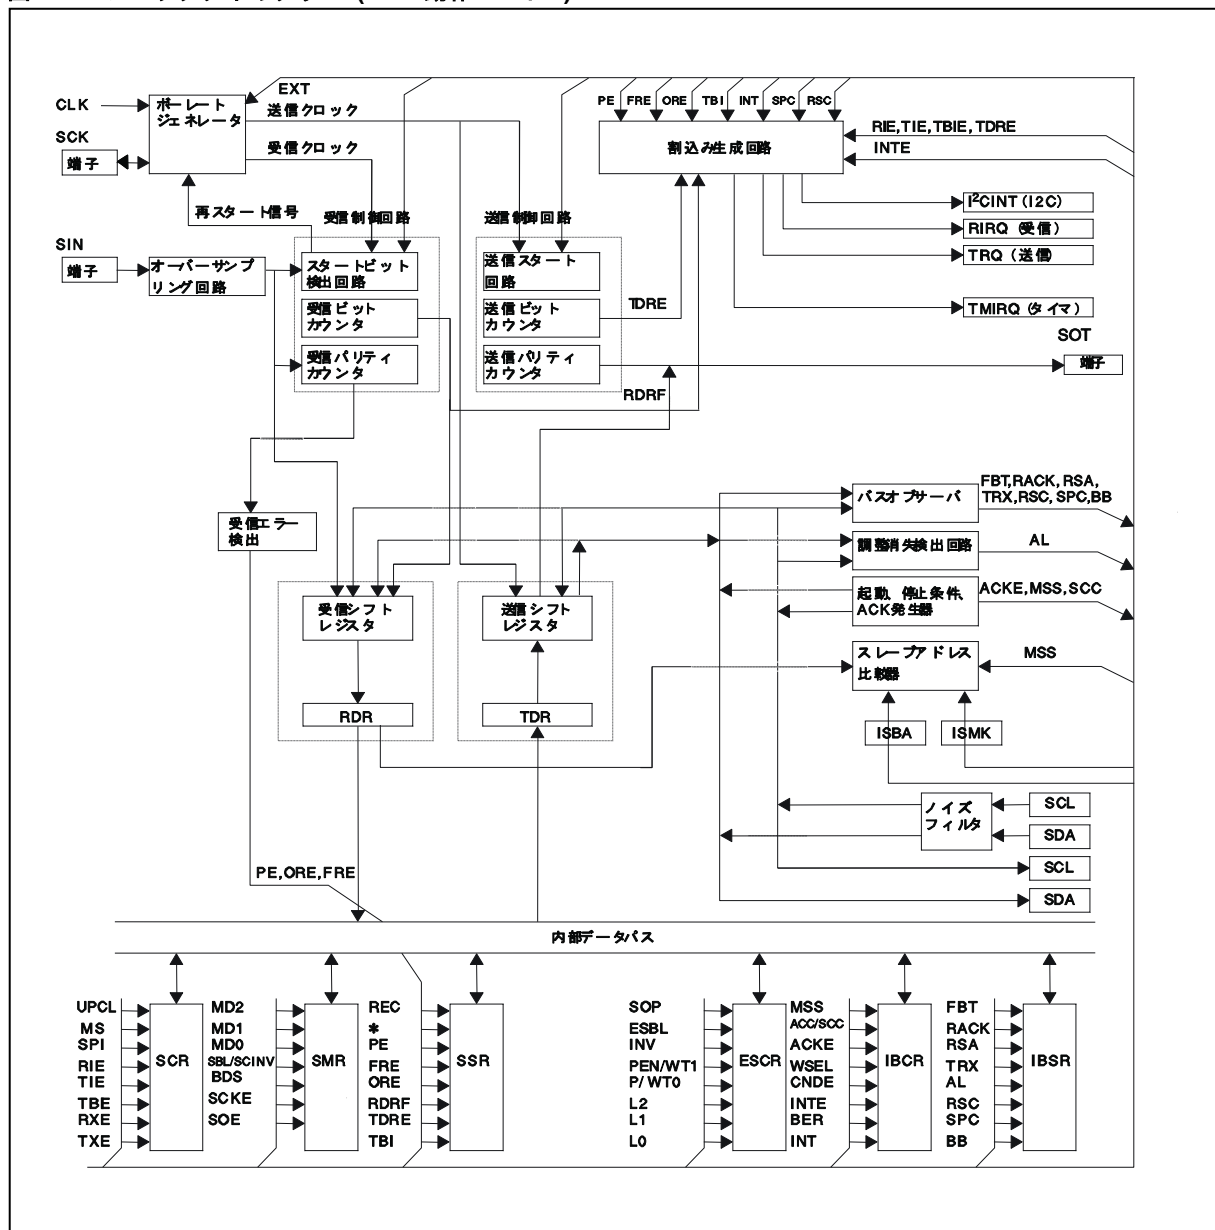 EXT
PE FRE ORE TBI INT SPC RSC
CLK
ボーレート
ジェネレータ
送信クロック
RIE,TIE,TBIE,TDRE
SCK
受信クロック
割込み生成回路
INTE
端子
再スタート信号
受信制御回路
送信制御回路
I²CINT (I2C)
RIRQ (受信)
TRQ (送信)
SIN
端子
オーバーサンプ
リング回路
スタートビット
検出回路
送信スタート
回路
受信ビット
カウンタ
送信ビット
カウンタ
TDRE
TMIRQ (タイマ)
SOT
受信パリティ
カウンタ
送信パリティ
カウンタ
端子
RDRF
バスオブザーバ
FBT,RACK, RSA,
TRX,RSC, SPC,BB
受信エラー
検出
調整消失検出回路
AL
起動、停止条件、
ACK発生器
ACKE,MSS, SCC
受信シフト
レジスタ
送信シフト
レジスタ
スレーブアドレス
比較器
MSS
RDR
TDR
ISBA
ISMK
ノイズ
フィルタ
SCL
SDA
PE,ORE,FRE
SCL
SDA
内部データバス
UPCL
MS
SPI
RIE
TIE
TBE
RXE
TXE
SCR
MD2
MD1
MD0
SBL/SCINV
BDS
SCKE
SOE
SMR
REC
*
PE
FRE
ORE
RDRF
TDRE
TBI
SSR
SOP
ESBL
INV
PEN/WT1
P/WT0
L2
L1
L0
ESCR
MSS
ACC/SCC
ACKE
WSEL
CNDE
INTE
BER
INT
IBCR
FBT
RACK
RSA
TRX
AL
RSC
SPC
BB
IBSR